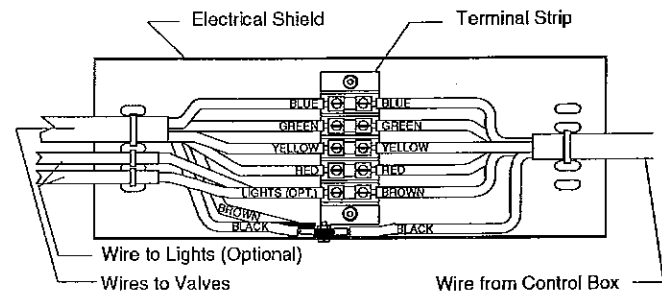 Electrical Shield
Terminal Strip
BLUE
BLUE
GREEN
GREEN
YELLOW
YELLOW
RED
RED
LIGHTS (OPT.)
BROWN
BROWN
BLACK
BLACK
Wire to Lights (Optional)
Wires to Valves
Wire from Control Box